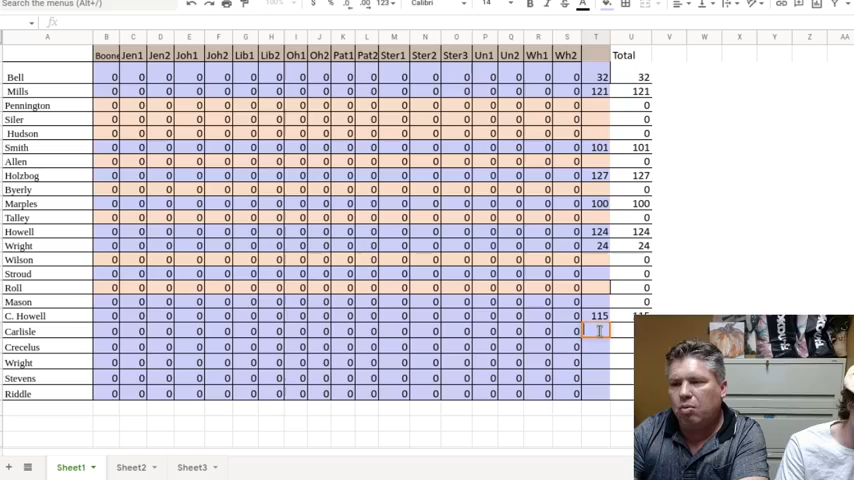 Search the menus (Alt+/) $ % .0 .00 123 Calibri 14 A
fx
A B C D E F G H I J K L M N O P Q R S T U V W X Y Z
Boone Jen1 Jen2 Joh1 Joh2 Lib1 Lib2 Oh1 Oh2 Pat1 Pat2 Ster1 Ster2 Ster3 Un1 Un2 Wh1 Wh2 Total
Bell 0 0 0 0 0 0 0 0 0 0 0 0 0 0 0 0 0 0 32 32
Mills 0 0 0 0 0 0 0 0 0 0 0 0 0 0 0 0 0 0 121 121
Pennington 0 0 0 0 0 0 0 0 0 0 0 0 0 0 0 0 0 0 0
Siler 0 0 0 0 0 0 0 0 0 0 0 0 0 0 0 0 0 0 0
Hudson 0 0 0 0 0 0 0 0 0 0 0 0 0 0 0 0 0 0 0
Smith 0 0 0 0 0 0 0 0 0 0 0 0 0 0 0 0 0 0 101 101
Allen 0 0 0 0 0 0 0 0 0 0 0 0 0 0 0 0 0 0 0
Holzbog 0 0 0 0 0 0 0 0 0 0 0 0 0 0 0 0 0 0 127 127
Byerly 0 0 0 0 0 0 0 0 0 0 0 0 0 0 0 0 0 0 0
Marples 0 0 0 0 0 0 0 0 0 0 0 0 0 0 0 0 0 0 100 100
Talley 0 0 0 0 0 0 0 0 0 0 0 0 0 0 0 0 0 0 0
Howell 0 0 0 0 0 0 0 0 0 0 0 0 0 0 0 0 0 0 124 124
Wright 0 0 0 0 0 0 0 0 0 0 0 0 0 0 0 0 0 0 24 24
Wilson 0 0 0 0 0 0 0 0 0 0 0 0 0 0 0 0 0 0 0
Stroud 0 0 0 0 0 0 0 0 0 0 0 0 0 0 0 0 0 0 0
Roll 0 0 0 0 0 0 0 0 0 0 0 0 0 0 0 0 0 0 0
Mason 0 0 0 0 0 0 0 0 0 0 0 0 0 0 0 0 0 0 0
C. Howell 0 0 0 0 0 0 0 0 0 0 0 0 0 0 0 0 0 0 115
Carlisle 0 0 0 0 0 0 0 0 0 0 0 0 0 0 0 0 0 0
Crecelus 0 0 0 0 0 0 0 0 0 0 0 0 0 0 0 0 0 0
Wright 0 0 0 0 0 0 0 0 0 0 0 0 0 0 0 0 0 0
Stevens 0 0 0 0 0 0 0 0 0 0 0 0 0 0 0 0 0 0
Riddle 0 0 0 0 0 0 0 0 0 0 0 0 0 0 0 0 0 0
Sheet1 Sheet2 Sheet3